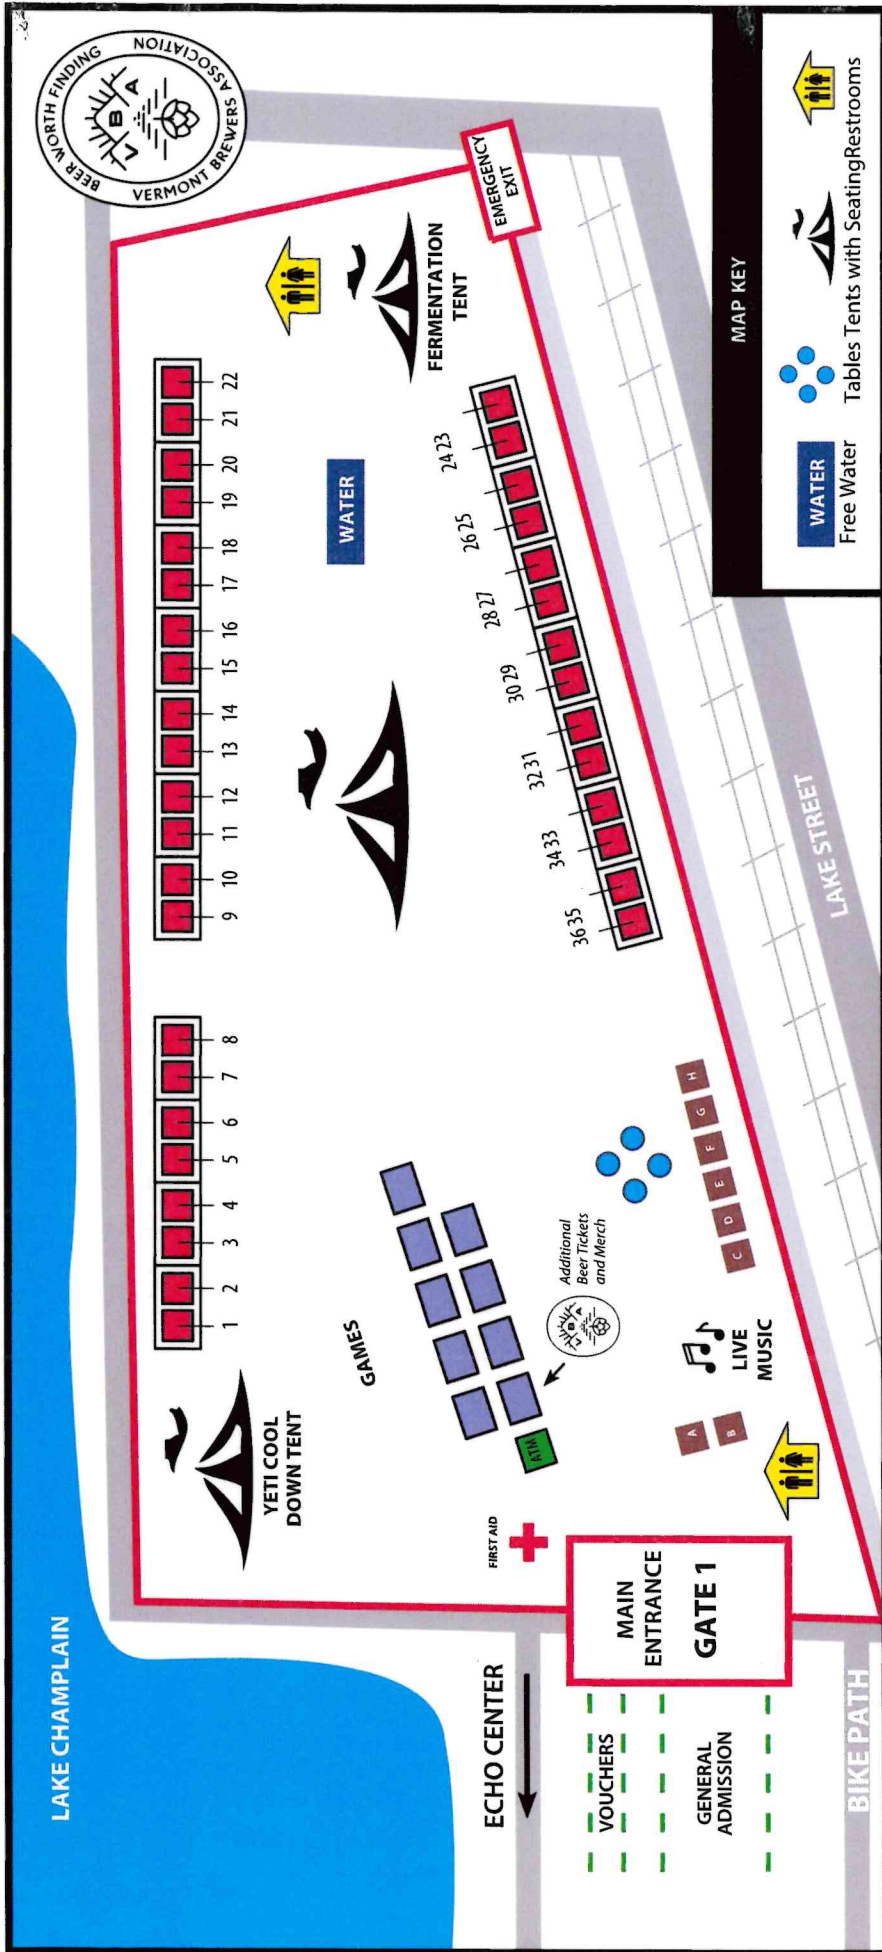 LAKE CHAMPLAIN
BEER WORTH FINDING
VERMONT BREWERS ASSOCIATION
V B A
YETI COOL
DOWN TENT
1 2 3 4 5 6 7 8
9 10 11 12 13 14 15 16 17 18 19 20 21 22
GAMES
WATER
FERMENTATION
TENT
EMERGENCY
EXIT
36 35 34 33 32 31 30 29 28 27 26 25 24 23
ECHO CENTER
FIRST AID
ATM
V B A
Additional
Beer Tickets
and Merch
VOUCHERS
GENERAL
ADMISSION
MAIN
ENTRANCE
GATE 1
A
B
LIVE
MUSIC
C D E F G H
BIKE PATH
LAKE STREET
MAP KEY
WATER
Free Water
Tables Tents with SeatingRestrooms